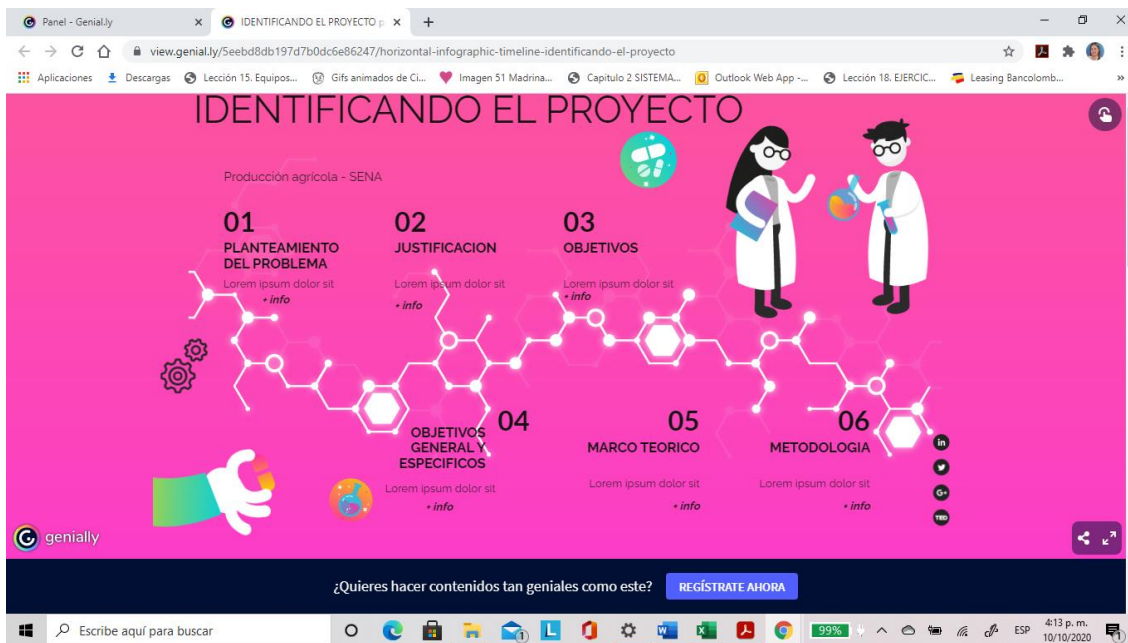 Panel - Genial.ly
IDENTIFICANDO EL PROYECTO p
view.genial.ly/5eebd8db197d7b0dc6e86247/horizontal-infographic-timeline-identificando-el-proyecto
Aplicaciones
Descargas
Lección 15. Equipos...
Gifs animados de Ci...
Imagen 51 Madrina...
Capitulo 2 SISTEMA...
Outlook Web App -...
Lección 18. EJERCIC...
Leasing Bancolomb...
»
IDENTIFICANDO EL PROYECTO
Producción agrícola - SENA
01
PLANTEAMIENTO
DEL PROBLEMA
Lorem ipsum dolor sit
+ info
02
JUSTIFICACION
Lorem ipsum dolor sit
+ info
03
OBJETIVOS
Lorem ipsum dolor sit
+ info
04
OBJETIVOS
GENERAL Y
ESPECIFICOS
Lorem ipsum dolor sit
+ info
05
MARCO TEORICO
Lorem ipsum dolor sit
+ info
06
METODOLOGIA
Lorem ipsum dolor sit
+ info
in
G+
TED
genially
¿Quieres hacer contenidos tan geniales como este?
REGÍSTRATE AHORA
Escribe aquí para buscar
99%
ESP
4:13 p. m.
10/10/2020